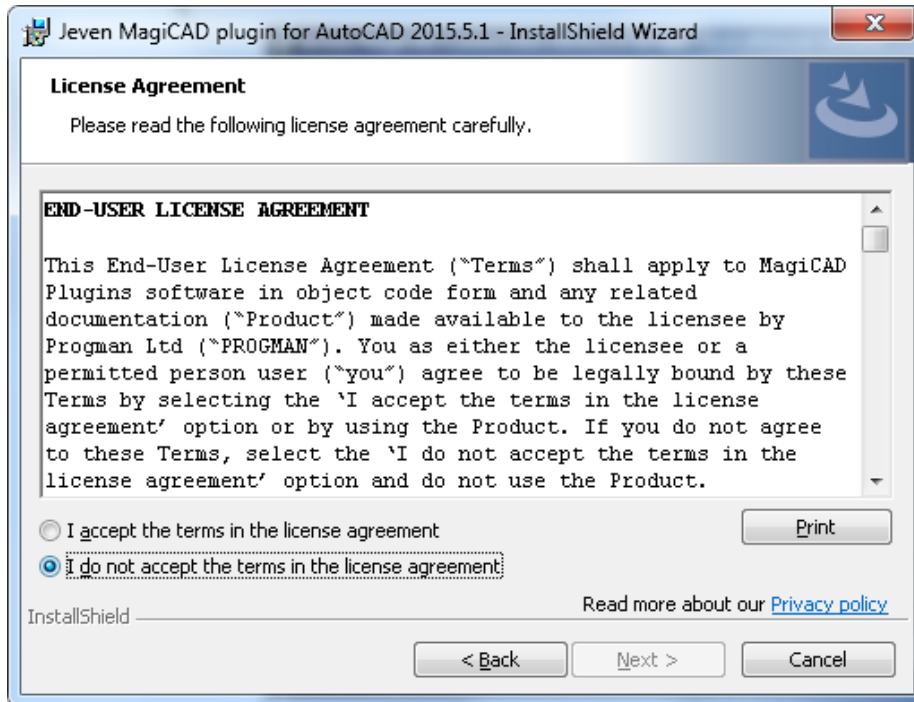 Jeven MagiCAD plugin for AutoCAD 2015.5.1 - InstallShield Wizard
License Agreement
Please read the following license agreement carefully.
END-USER LICENSE AGREEMENT
This End-User License Agreement (“Terms”) shall apply to MagiCAD
Plugins software in object code form and any related
documentation (“Product”) made available to the licensee by
Progman Ltd (“PROGMAN”). You as either the licensee or a
permitted person user (“you”) agree to be legally bound by these
Terms by selecting the ‘I accept the terms in the license
agreement’ option or by using the Product. If you do not agree
to these Terms, select the ‘I do not accept the terms in the
license agreement’ option and do not use the Product.
I accept the terms in the license agreement
Print
I do not accept the terms in the license agreement
Read more about our Privacy policy
InstallShield
< Back
Next >
Cancel